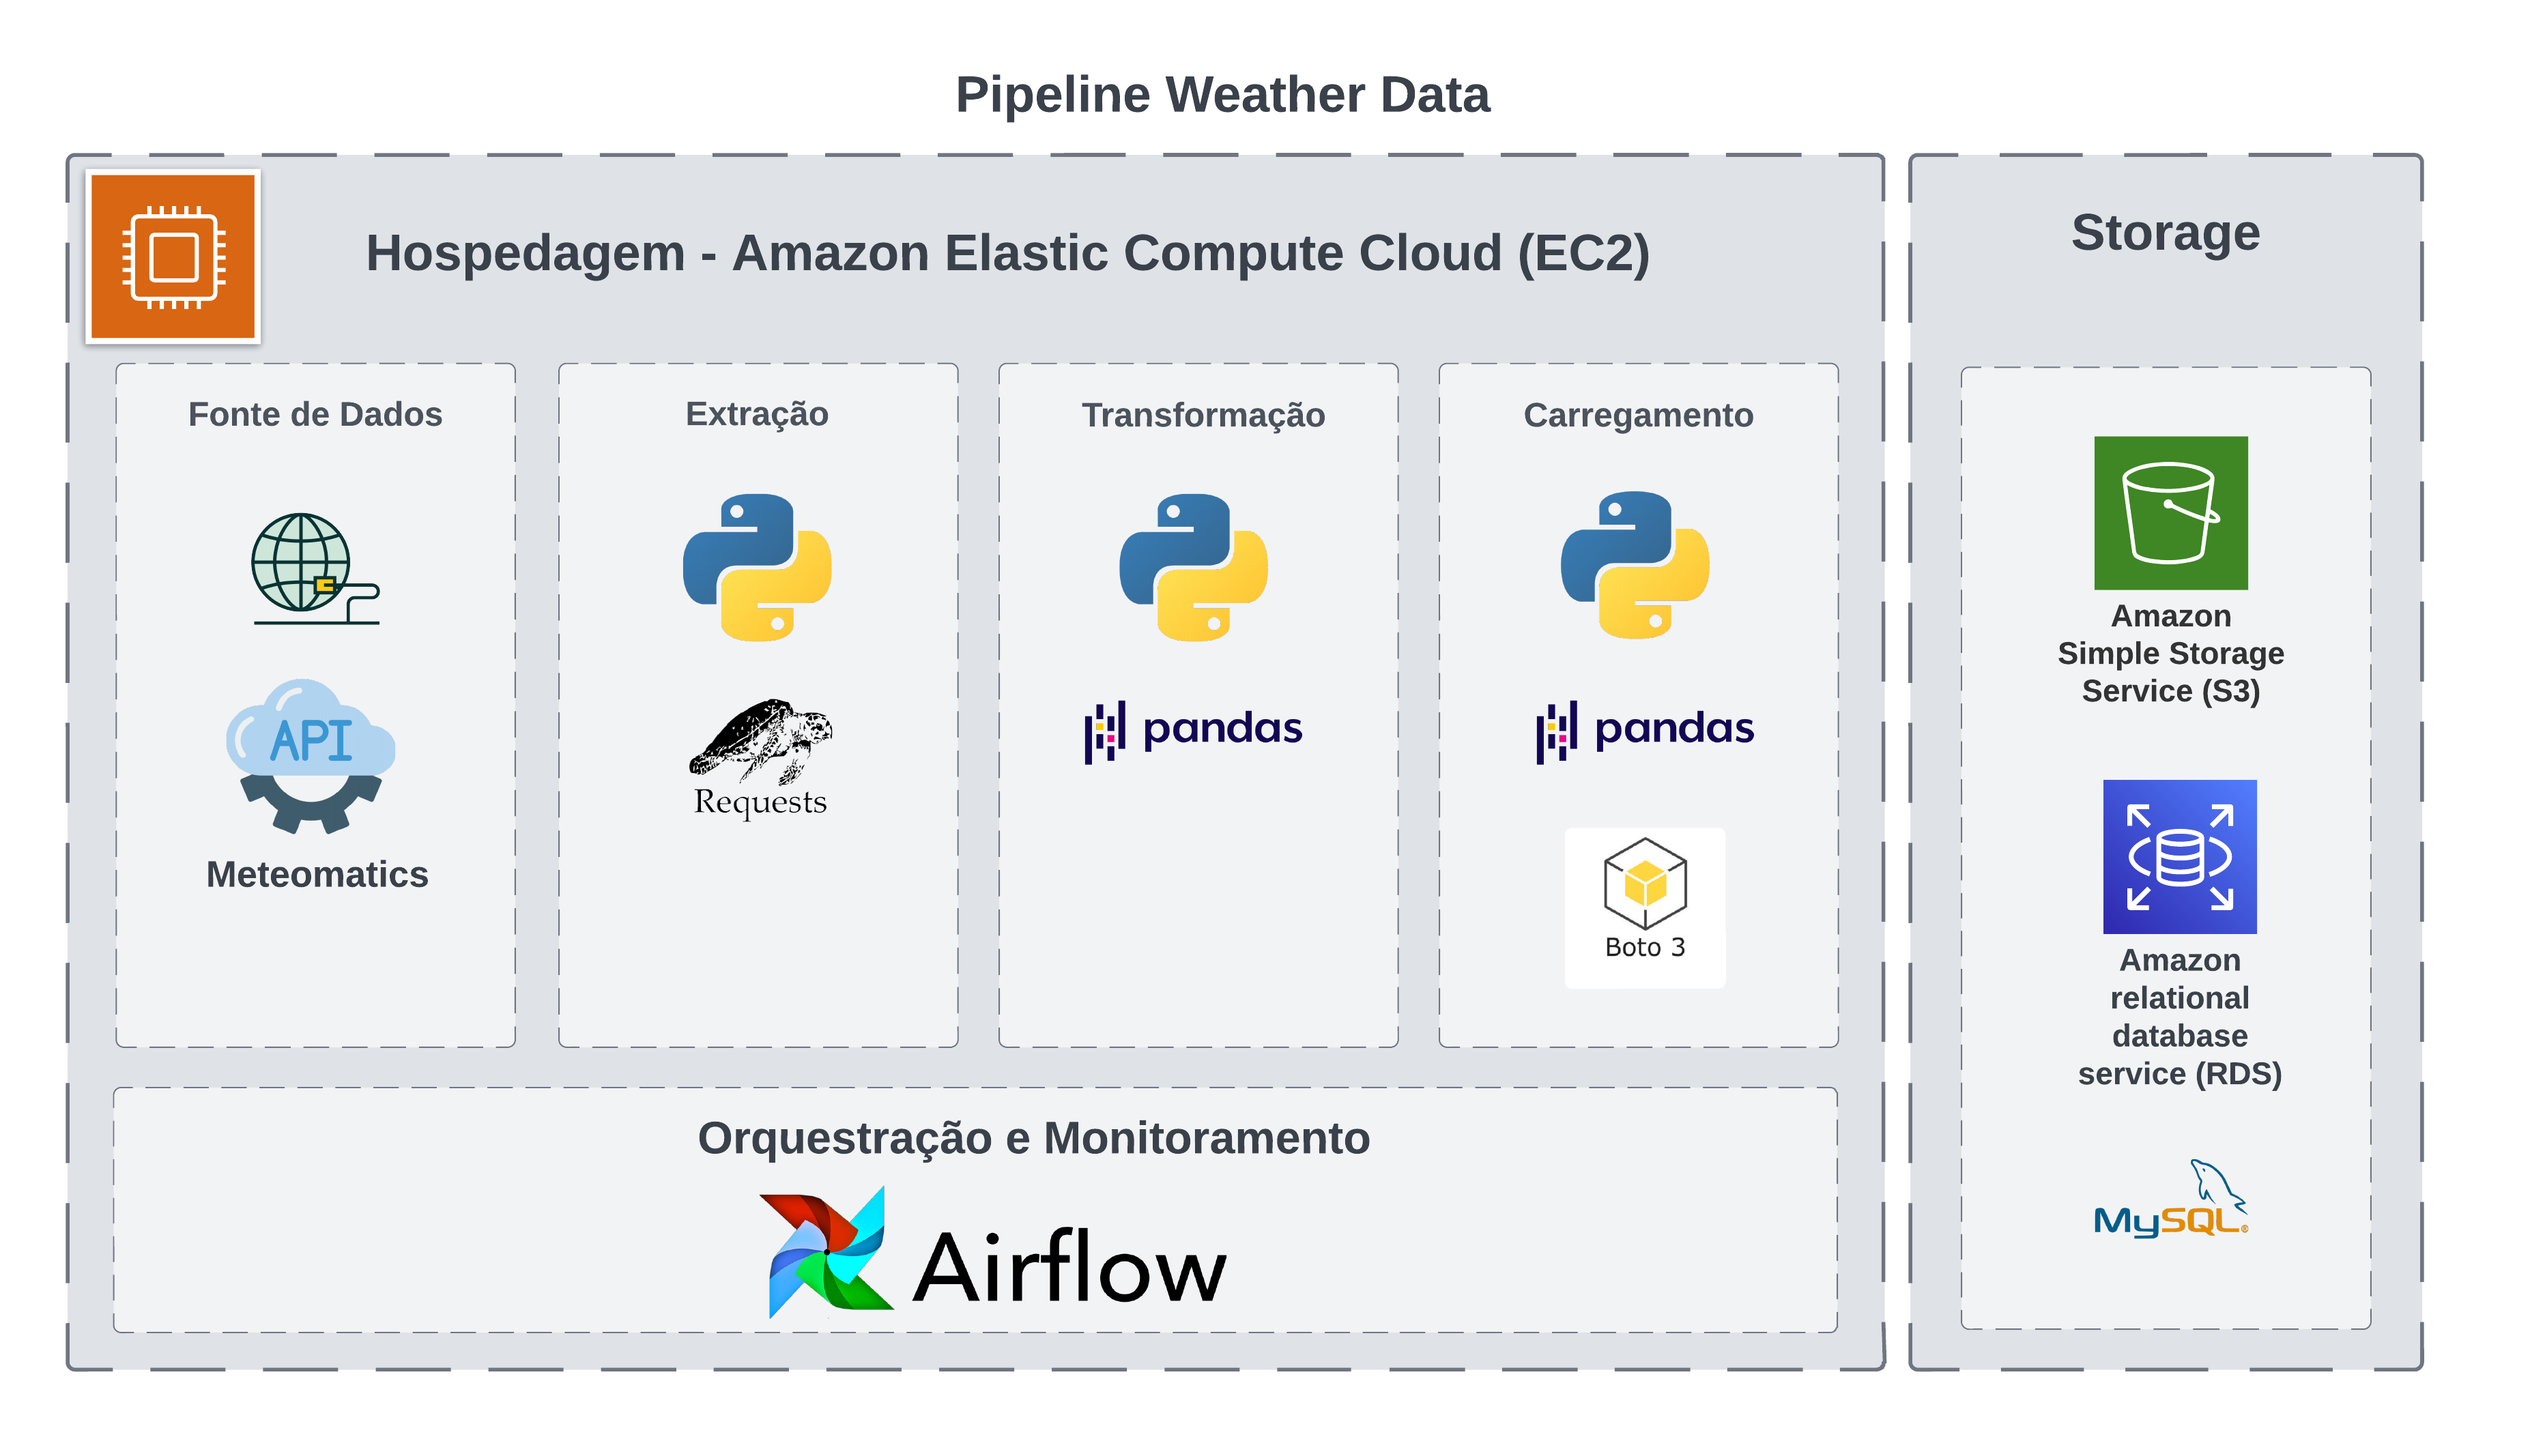 Pipeline Weather Data
Hospedagem - Amazon Elastic Compute Cloud (EC2)
Fonte de Dados
API
Meteomatics
Extração
Requests
Transformação
pandas
Carregamento
pandas
Boto 3
Orquestração e Monitoramento
Airflow
Storage
Amazon
Simple Storage
Service (S3)
Amazon
relational
database
service (RDS)
MySQL®